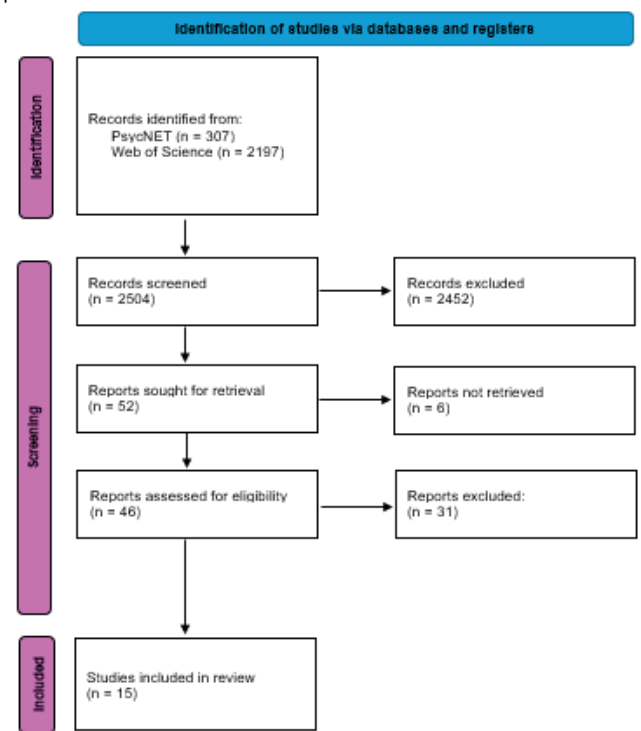 Identification of studies via databases and registers
Identification
Records identified from:
PsycNET (n = 307)
Web of Science (n = 2197)
Screening
Records screened
(n = 2504)
Records excluded
(n = 2452)
Reports sought for retrieval
(n = 52)
Reports not retrieved
(n = 6)
Reports assessed for eligibility
(n = 46)
Reports excluded:
(n = 31)
Included
Studies included in review
(n = 15)